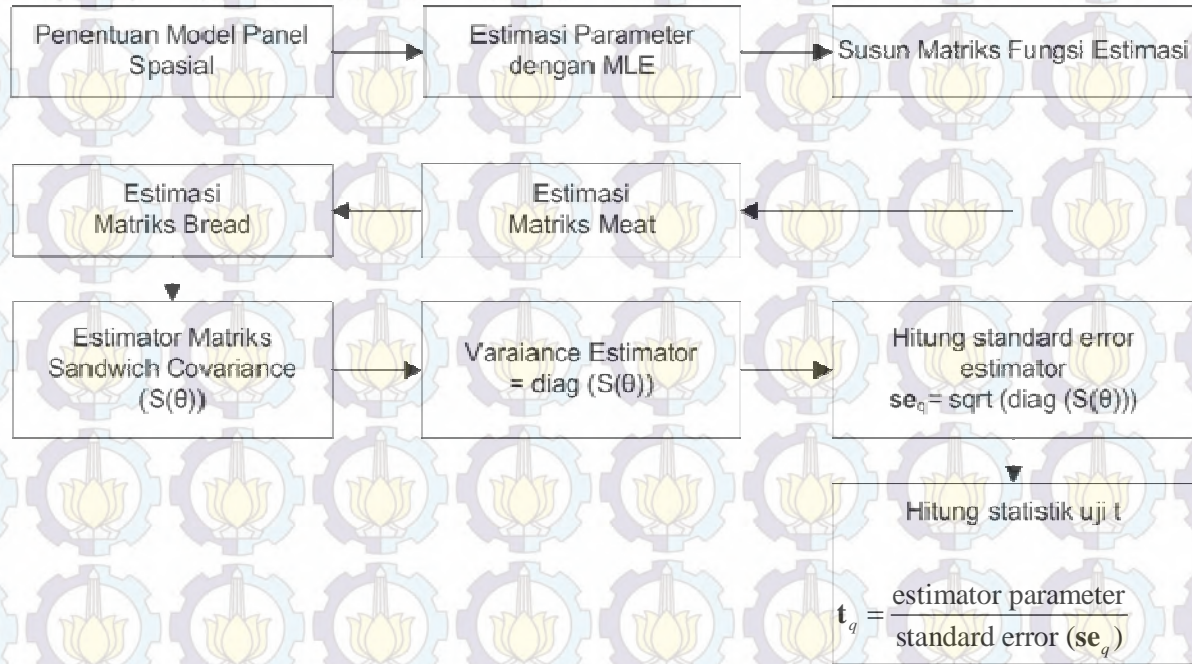 Penentuan Model Panel
Spasial
Estimasi Parameter
dengan MLE
Susun Matriks Fungsi Estimasi
Estimasi
Matriks Bread
Estimasi
Matriks Meat
Estimator Matriks
Sandwich Covariance
(S(θ))
Varaiance Estimator
= diag (S(θ))
Hitung standard error
estimator
se_q = sqrt (diag (S(θ)))
Hitung statistik uji t
t_q = estimator parameter / standard error (se_q)